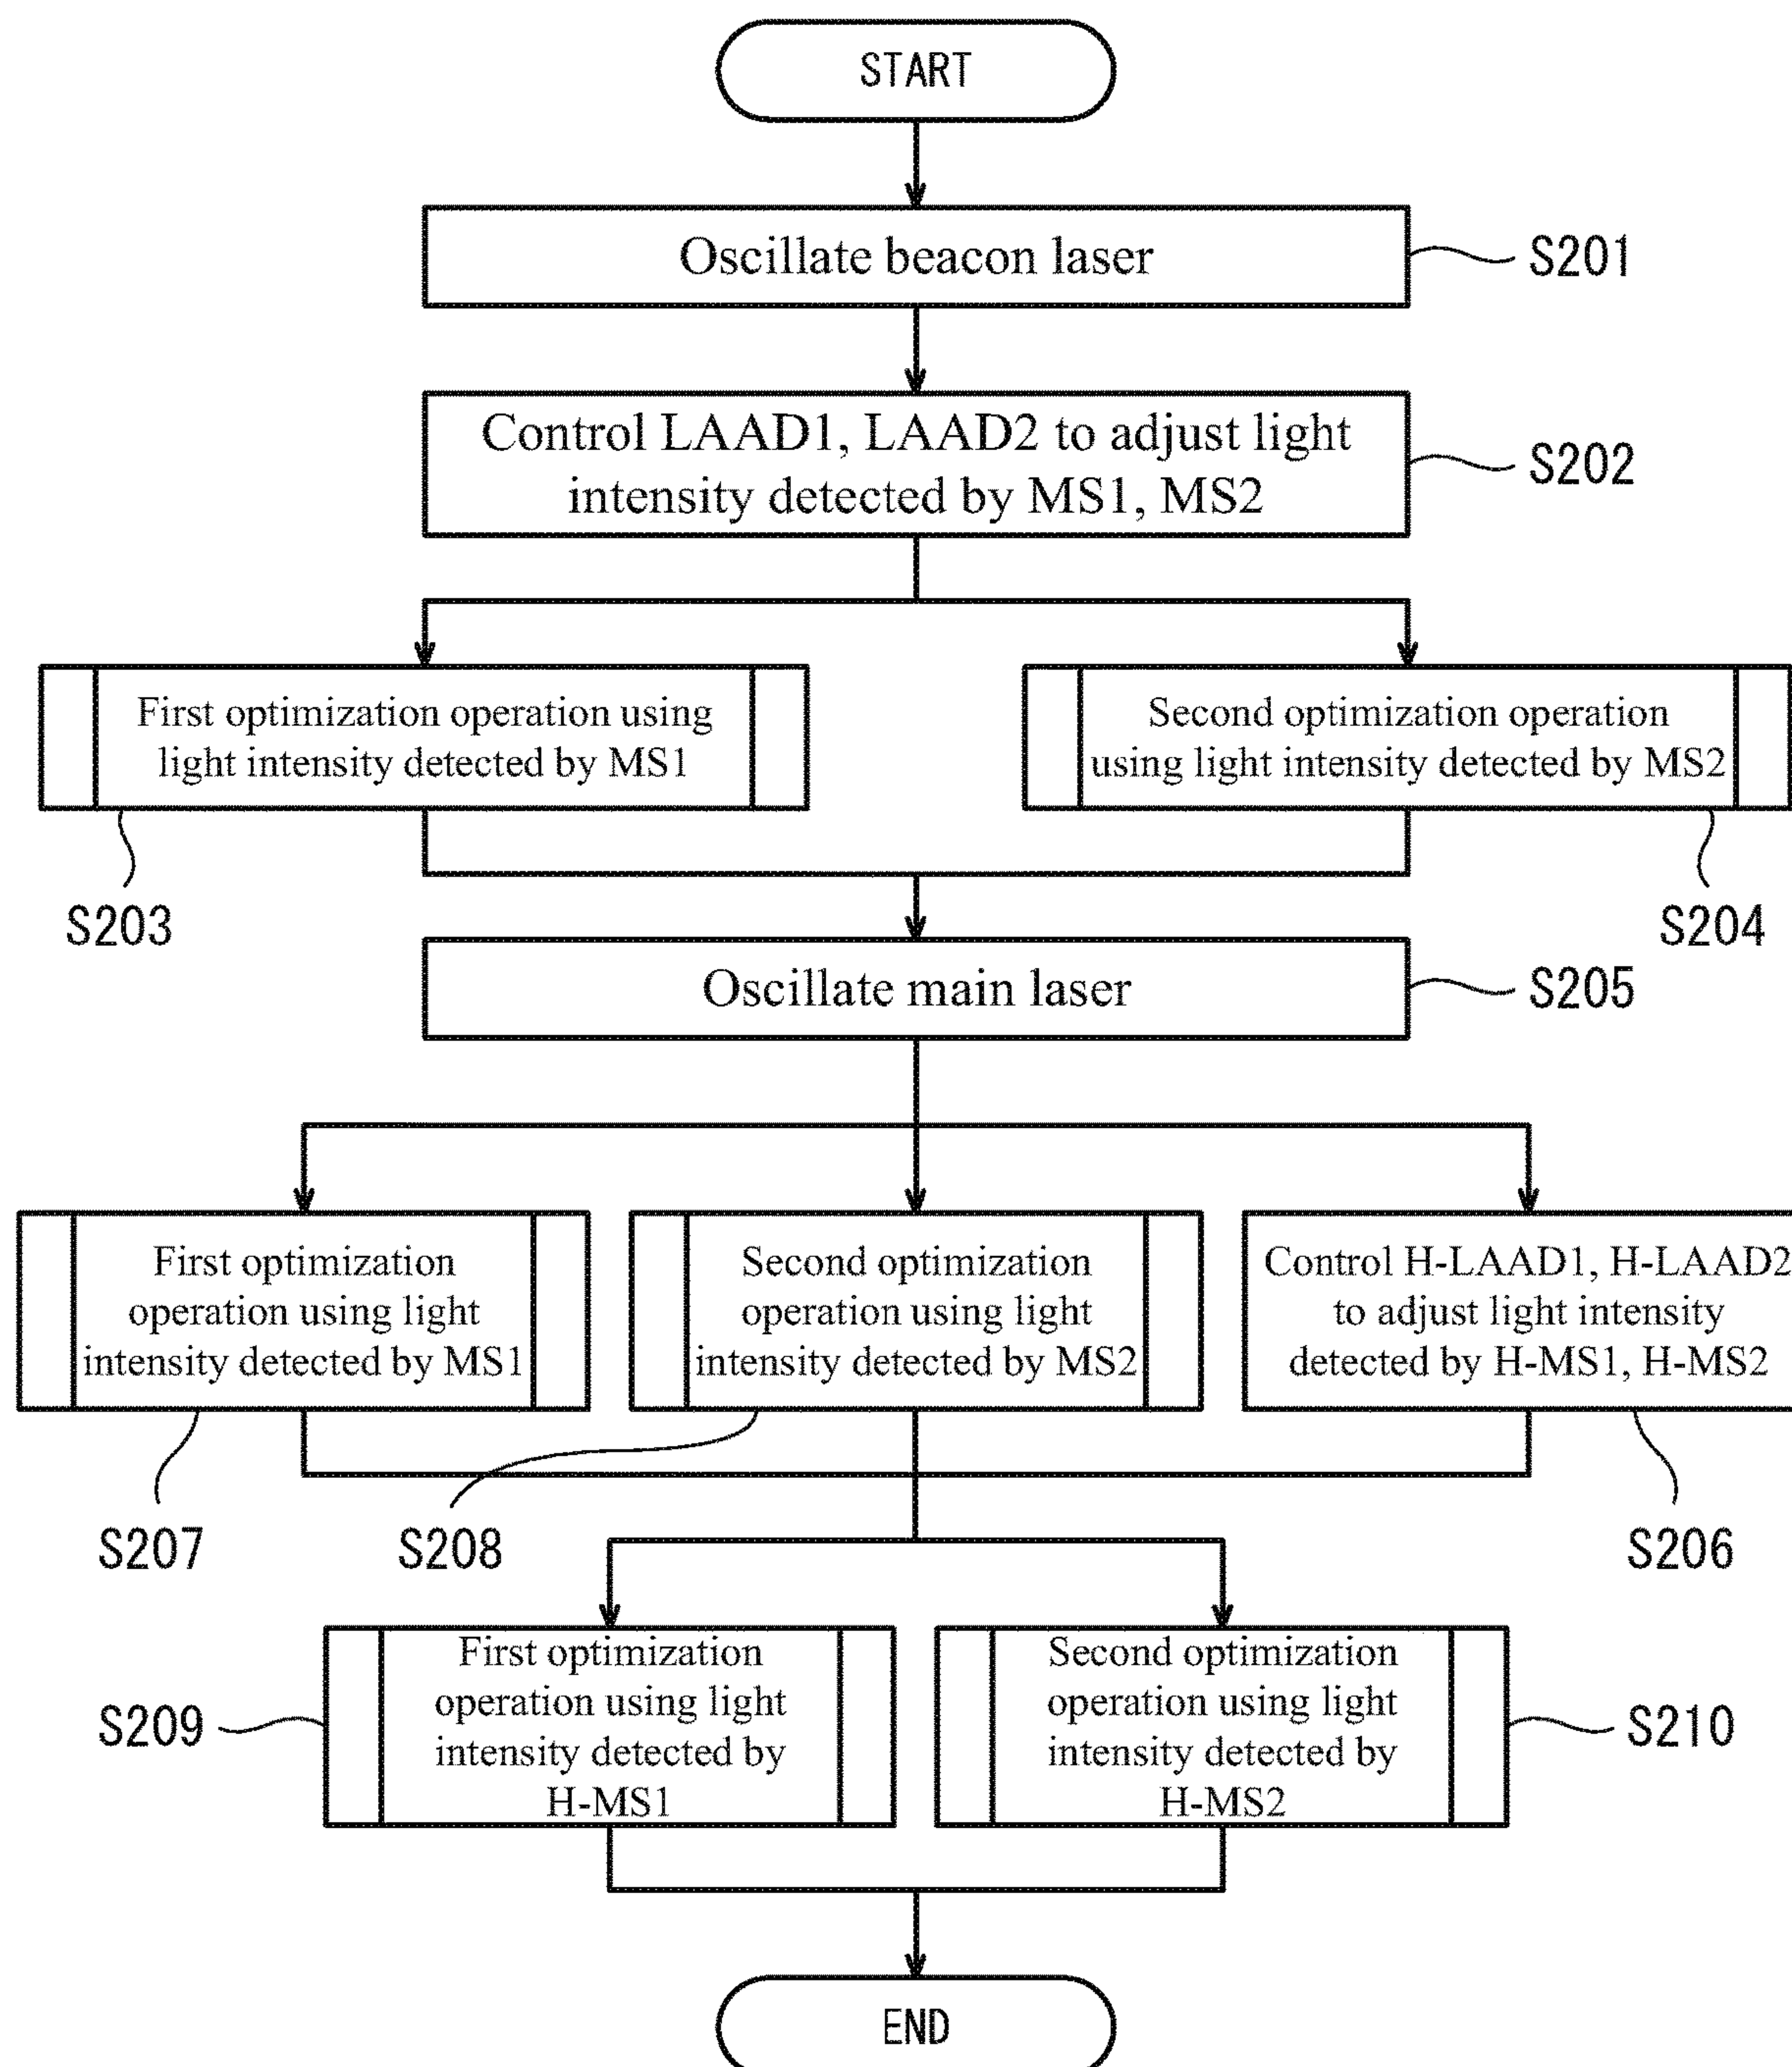 START
Oscillate beacon laser
S201
Control LAAD1, LAAD2 to adjust light
intensity detected by MS1, MS2
S202
First optimization operation using
light intensity detected by MS1
S203
Second optimization operation
using light intensity detected by MS2
S204
Oscillate main laser
S205
First optimization
operation using light
intensity detected by MS1
S207
Second optimization
operation using light
intensity detected by MS2
S208
Control H-LAAD1, H-LAAD2
to adjust light intensity
detected by H-MS1, H-MS2
S206
First optimization
operation using light
intensity detected by
H-MS1
S209
Second optimization
operation using light
intensity detected by
H-MS2
S210
END